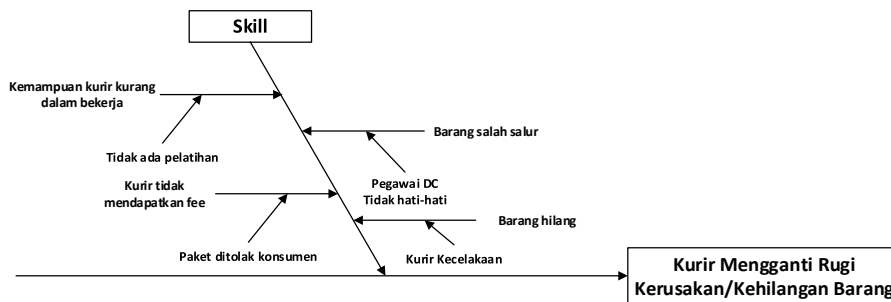 Skill
Kemampuan kurir kurang
dalam bekerja
Barang salah salur
Tidak ada pelatihan
Pegawai DC
Tidak hati-hati
Kurir tidak
mendapatkan fee
Barang hilang
Paket ditolak konsumen
Kurir Kecelakaan
Kurir Mengganti Rugi
Kerusakan/Kehilangan Barang